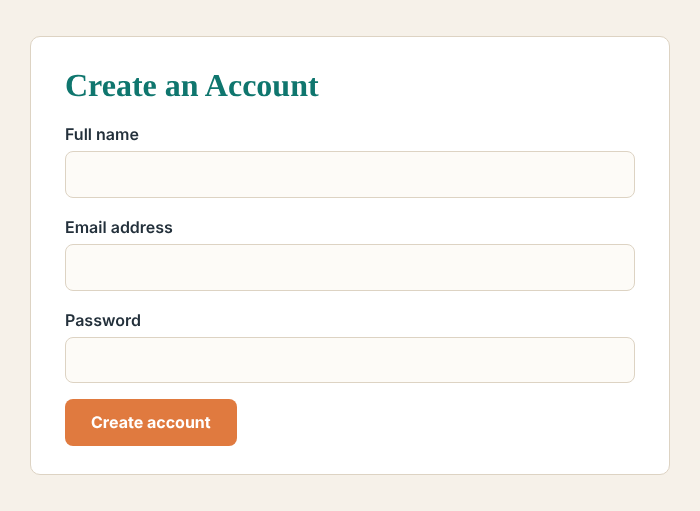 Create an Account
Full name
Email address
Password
Create account